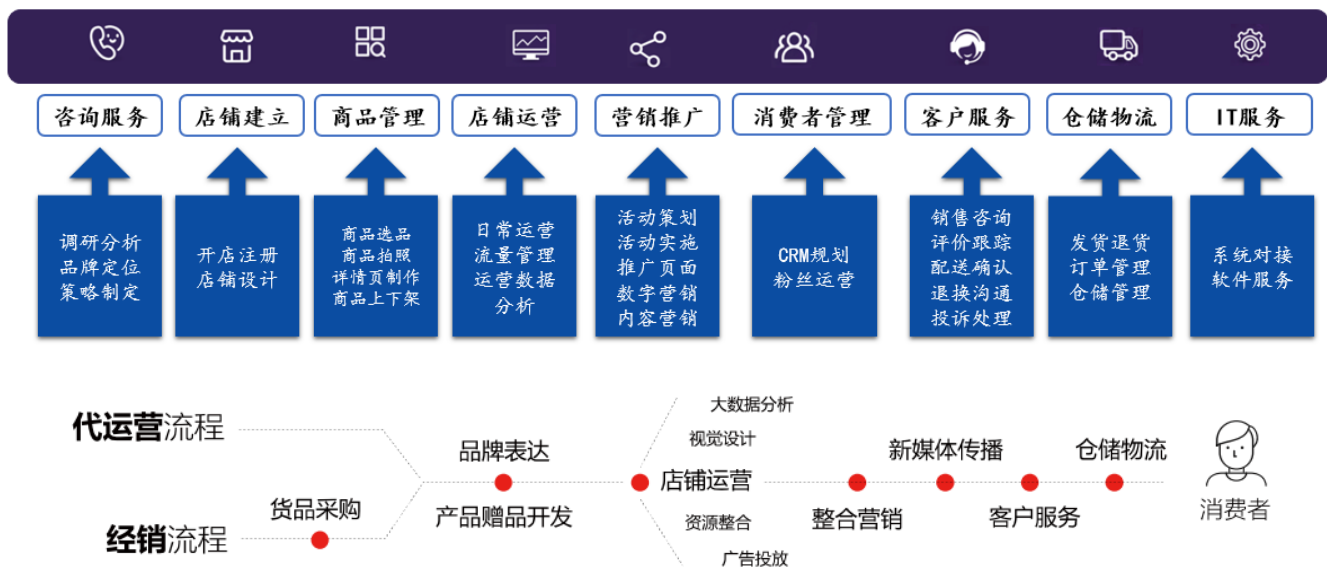 咨询服务
店铺建立
商品管理
店铺运营
营销推广
消费者管理
客户服务
仓储物流
IT服务
调研分析
品牌定位
策略制定
开店注册
店铺设计
商品选品
商品拍照
详情页制作
商品上下架
日常运营
流量管理
运营数据
分析
活动策划
活动实施
推广页面
数字营销
内容营销
CRM规划
粉丝运营
销售咨询
评价跟踪
配送确认
退换沟通
投诉处理
发货退货
订单管理
仓储管理
系统对接
软件服务
代运营流程
经销流程
货品采购
品牌表达
产品赠品开发
大数据分析
视觉设计
店铺运营
资源整合
广告投放
整合营销
新媒体传播
客户服务
仓储物流
消费者